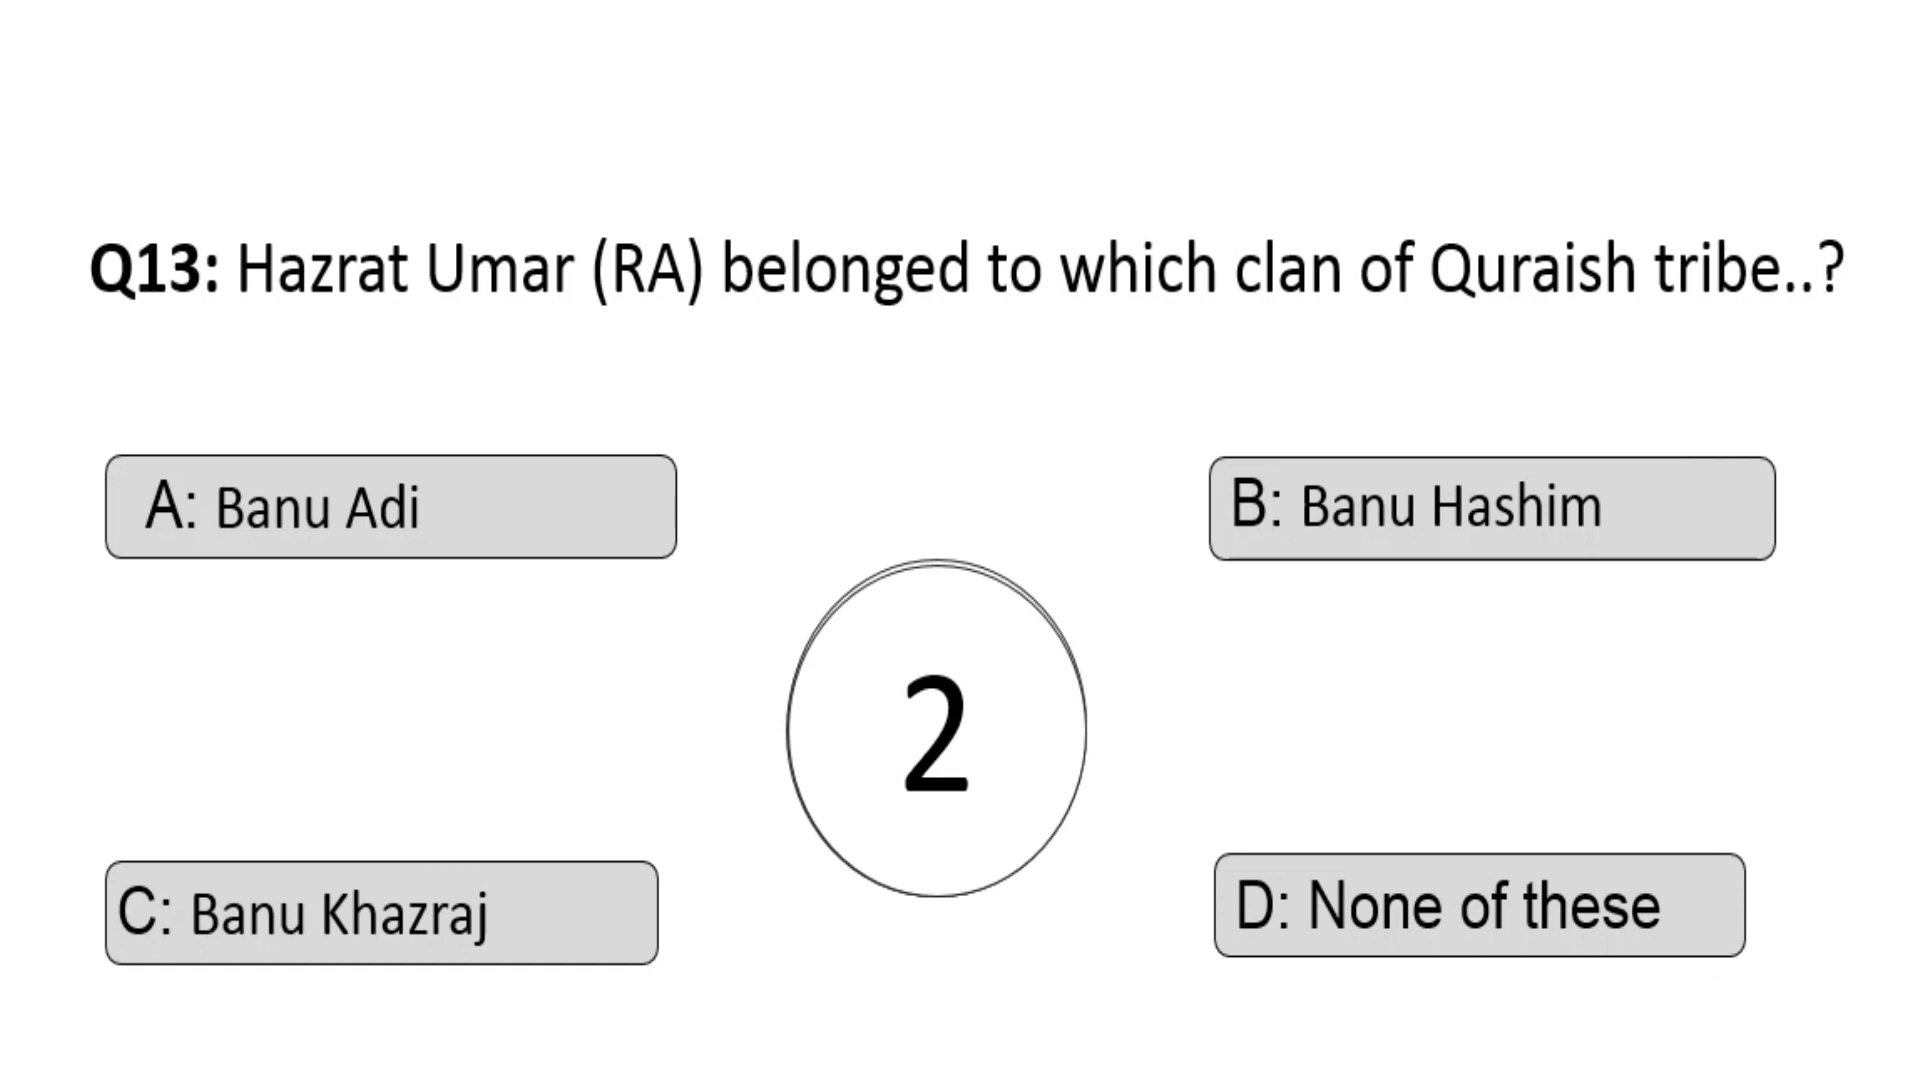 Q13: Hazrat Umar (RA) belonged to which clan of Quraish tribe..?
A: Banu Adi
B: Banu Hashim
2
C: Banu Khazraj
D: None of these